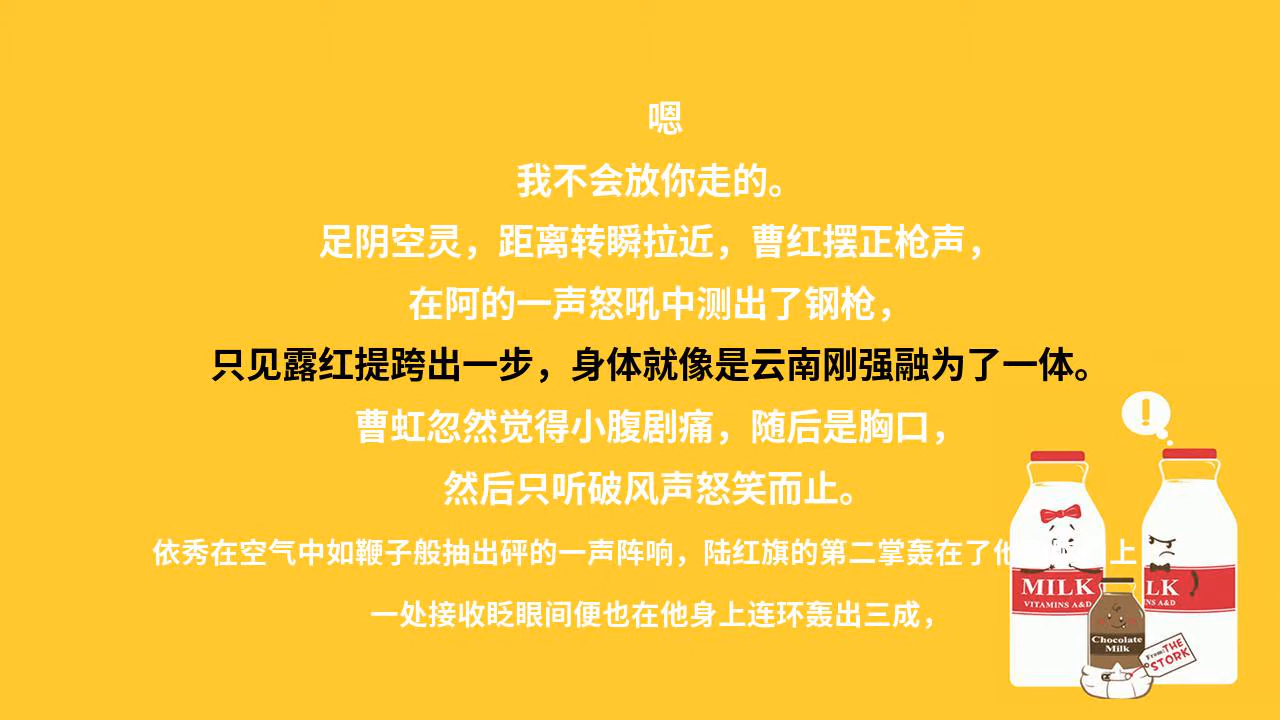 嗯
我不会放你走的。
足阴空灵，距离转瞬拉近，曹红摆正枪声，
在阿的一声怒吼中测出了钢枪，
只见露红提跨出一步，身体就像是云南刚强融为了一体。
曹虹忽然觉得小腹剧痛，随后是胸口，
然后只听破风声怒笑而止。
依秀在空气中如鞭子般抽出砰的一声阵响，陆红旗的第二掌轰在了他 上
一处接收眨眼间便也在他身上连环轰出三成，
!
MILK
VITAMINS A&D
LK
NS A&D
Chocolate
Milk
From: THE
STORK